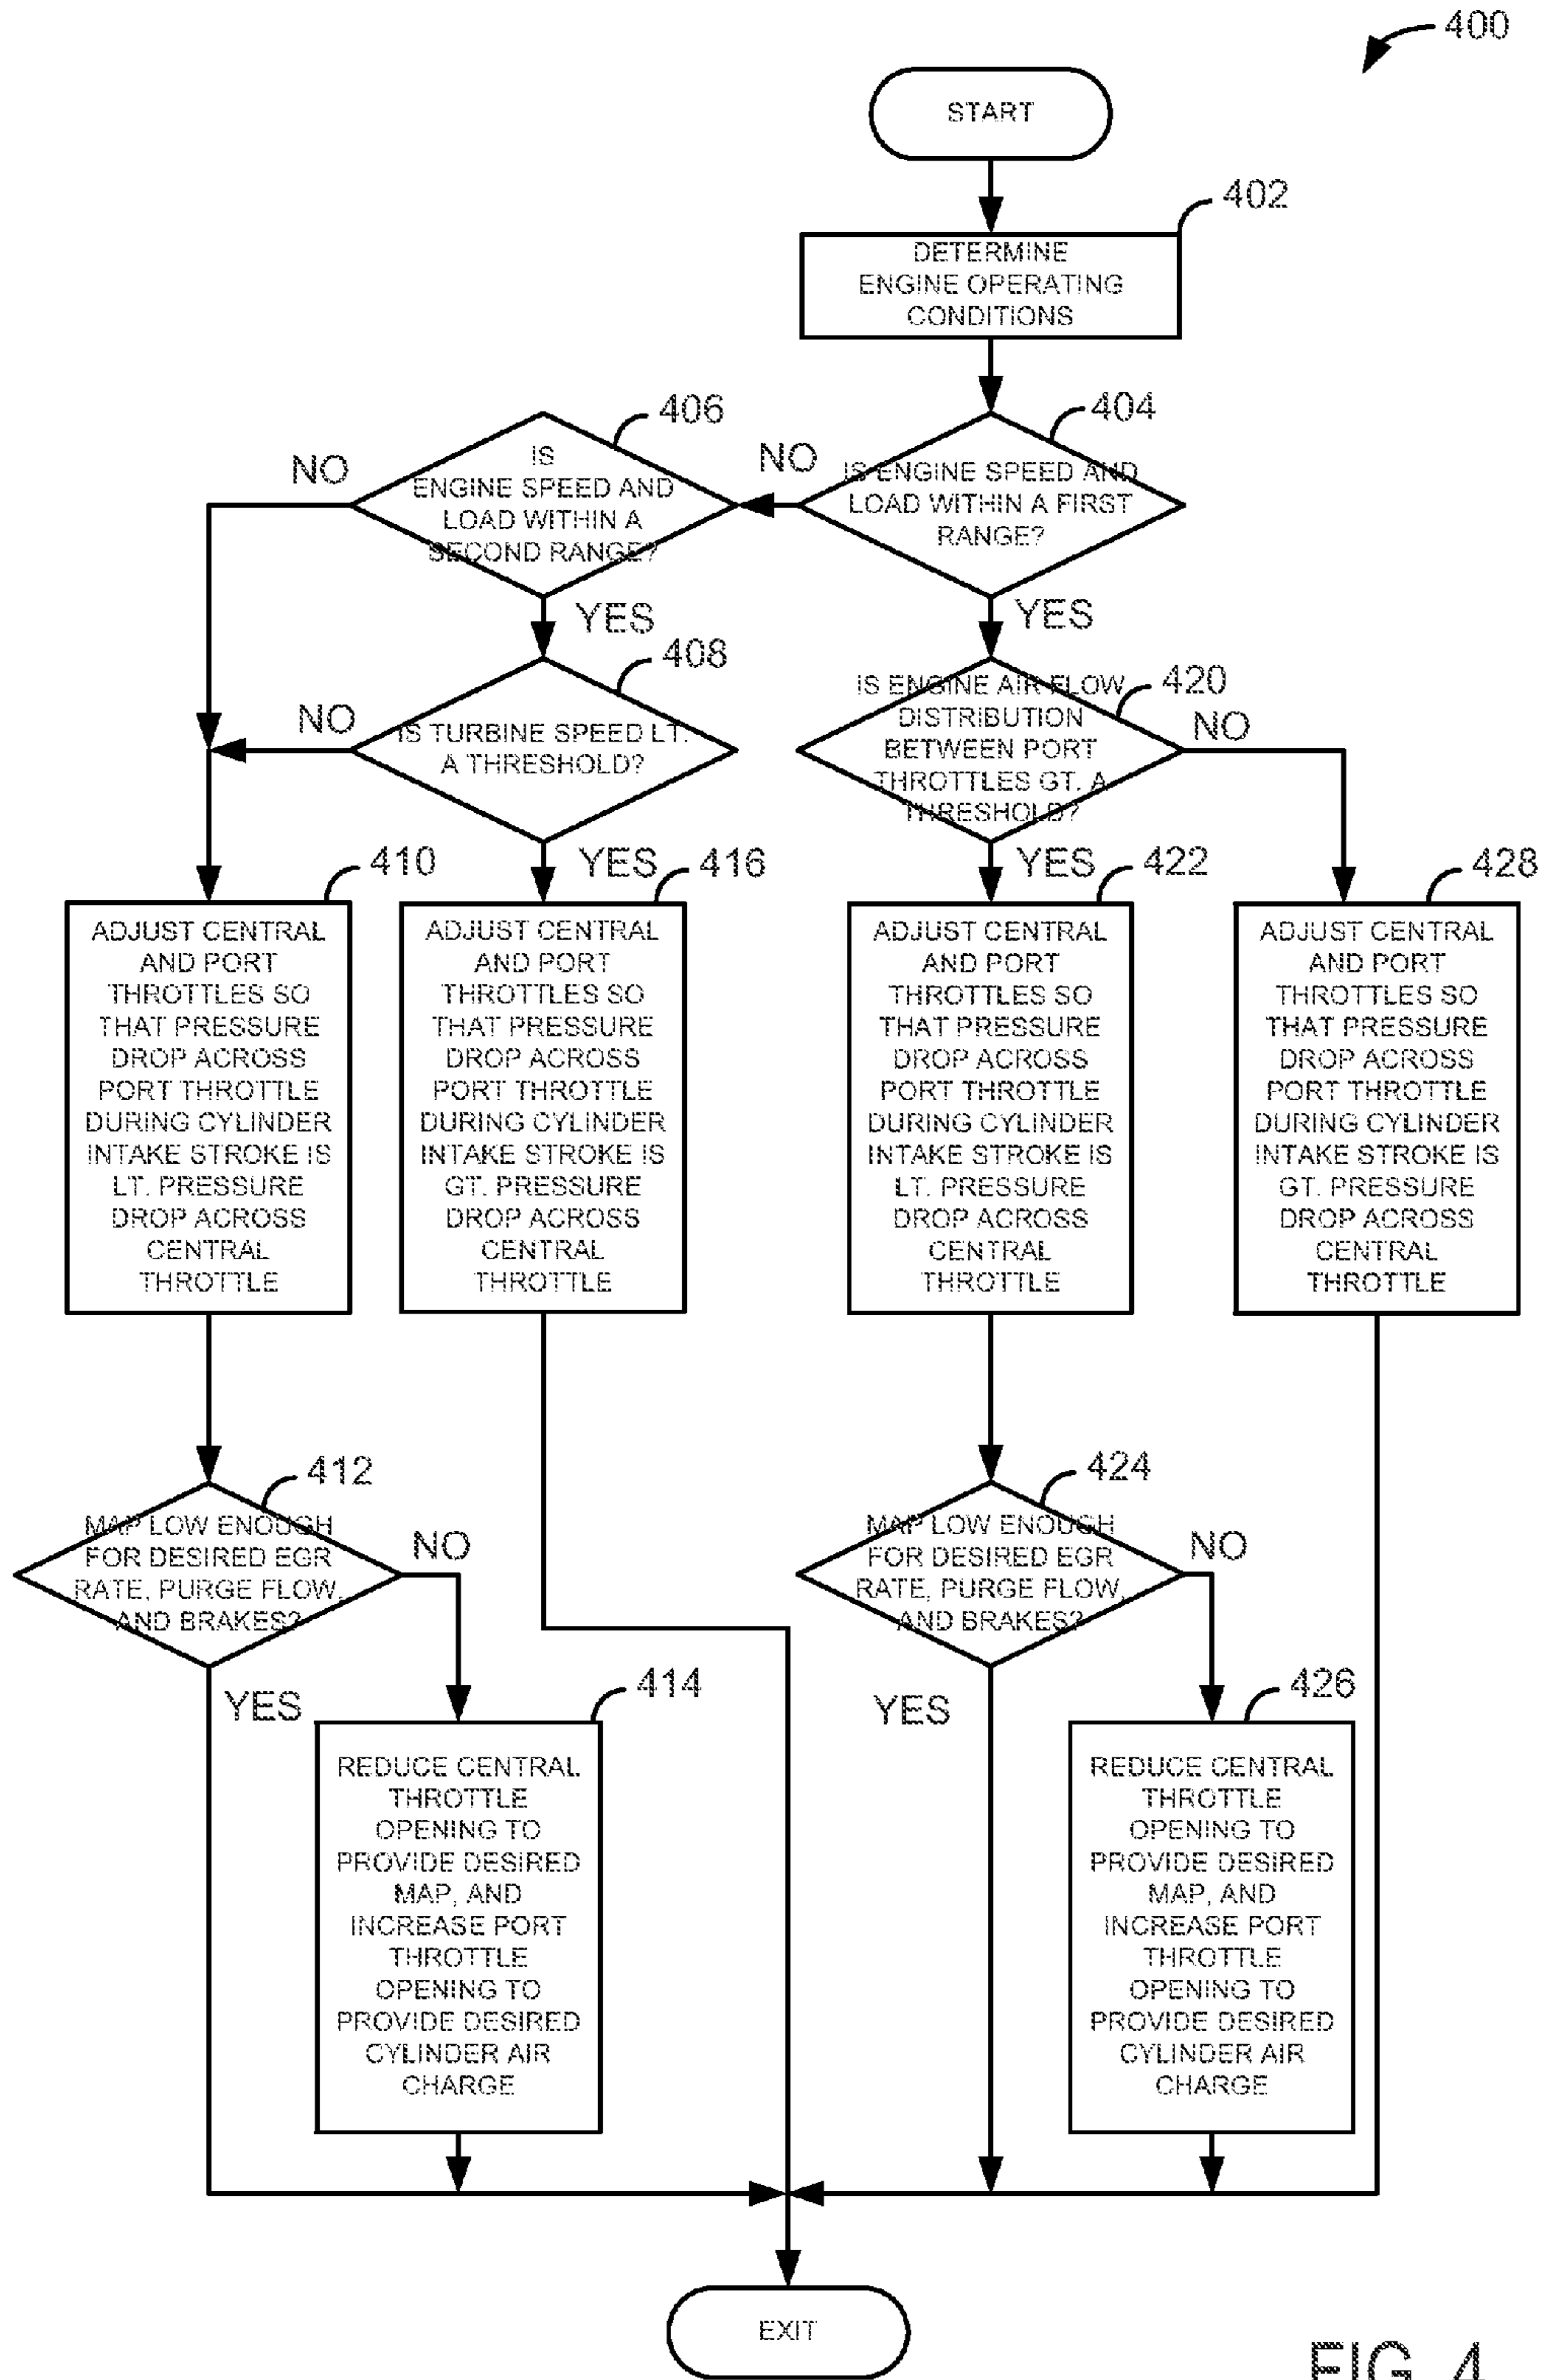 400
START
402
DETERMINE
ENGINE OPERATING
CONDITIONS
404
IS ENGINE SPEED AND
LOAD WITHIN A FIRST
RANGE?
NO
YES
406
IS
ENGINE SPEED AND
LOAD WITHIN A
SECOND RANGE?
NO
YES
408
IS TURBINE SPEED LT.
A THRESHOLD?
NO
YES
420
IS ENGINE AIR FLOW
DISTRIBUTION
BETWEEN PORT
THROTTLES GT. A
THRESHOLD?
NO
YES
410
ADJUST CENTRAL
AND PORT
THROTTLES SO
THAT PRESSURE
DROP ACROSS
PORT THROTTLE
DURING CYLINDER
INTAKE STROKE IS
LT. PRESSURE
DROP ACROSS
CENTRAL
THROTTLE
416
ADJUST CENTRAL
AND PORT
THROTTLES SO
THAT PRESSURE
DROP ACROSS
PORT THROTTLE
DURING CYLINDER
INTAKE STROKE IS
GT. PRESSURE
DROP ACROSS
CENTRAL
THROTTLE
422
ADJUST CENTRAL
AND PORT
THROTTLES SO
THAT PRESSURE
DROP ACROSS
PORT THROTTLE
DURING CYLINDER
INTAKE STROKE IS
LT. PRESSURE
DROP ACROSS
CENTRAL
THROTTLE
428
ADJUST CENTRAL
AND PORT
THROTTLES SO
THAT PRESSURE
DROP ACROSS
PORT THROTTLE
DURING CYLINDER
INTAKE STROKE IS
GT. PRESSURE
DROP ACROSS
CENTRAL
THROTTLE
412
MAP LOW ENOUGH
FOR DESIRED EGR
RATE, PURGE FLOW,
AND BRAKES?
NO
YES
424
MAP LOW ENOUGH
FOR DESIRED EGR
RATE, PURGE FLOW,
AND BRAKES?
NO
YES
414
REDUCE CENTRAL
THROTTLE
OPENING TO
PROVIDE DESIRED
MAP, AND
INCREASE PORT
THROTTLE
OPENING TO
PROVIDE DESIRED
CYLINDER AIR
CHARGE
426
REDUCE CENTRAL
THROTTLE
OPENING TO
PROVIDE DESIRED
MAP, AND
INCREASE PORT
THROTTLE
OPENING TO
PROVIDE DESIRED
CYLINDER AIR
CHARGE
EXIT
FIG. 4